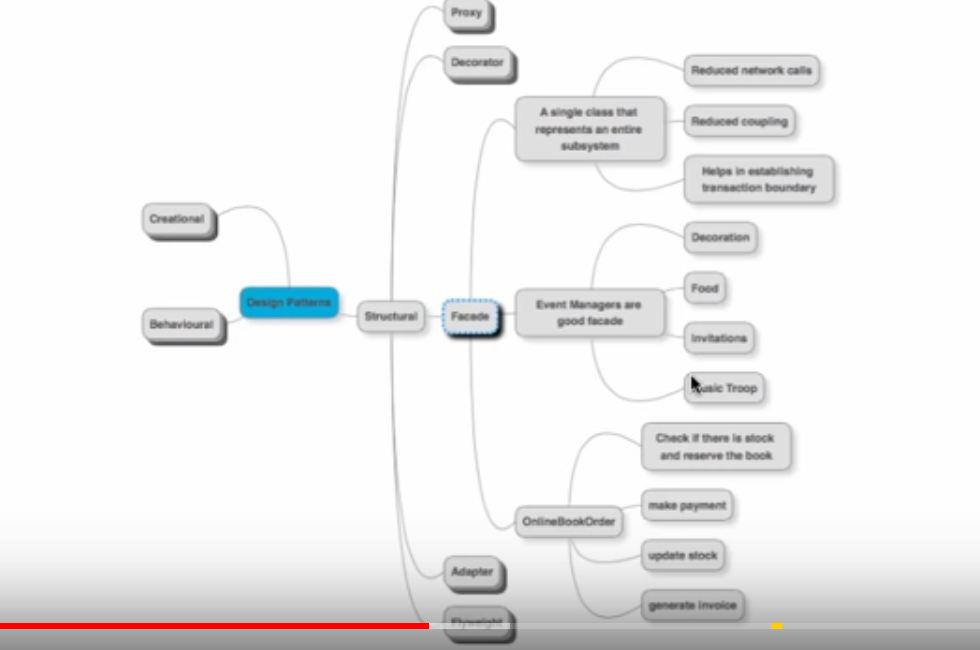 Proxy
Decorator
Reduced network calls
A single class that
represents an entire
subsystem
Reduced coupling
Helps in establishing
transaction boundary
Creational
Decoration
Food
Design Patterns
Event Managers are
good facade
Structural
Facade
Behavioural
Invitations
Troop
Check if there is stock
and reserve the book
make payment
OnlineBookOrder
update stock
Adapter
generate invoice
Flyweight